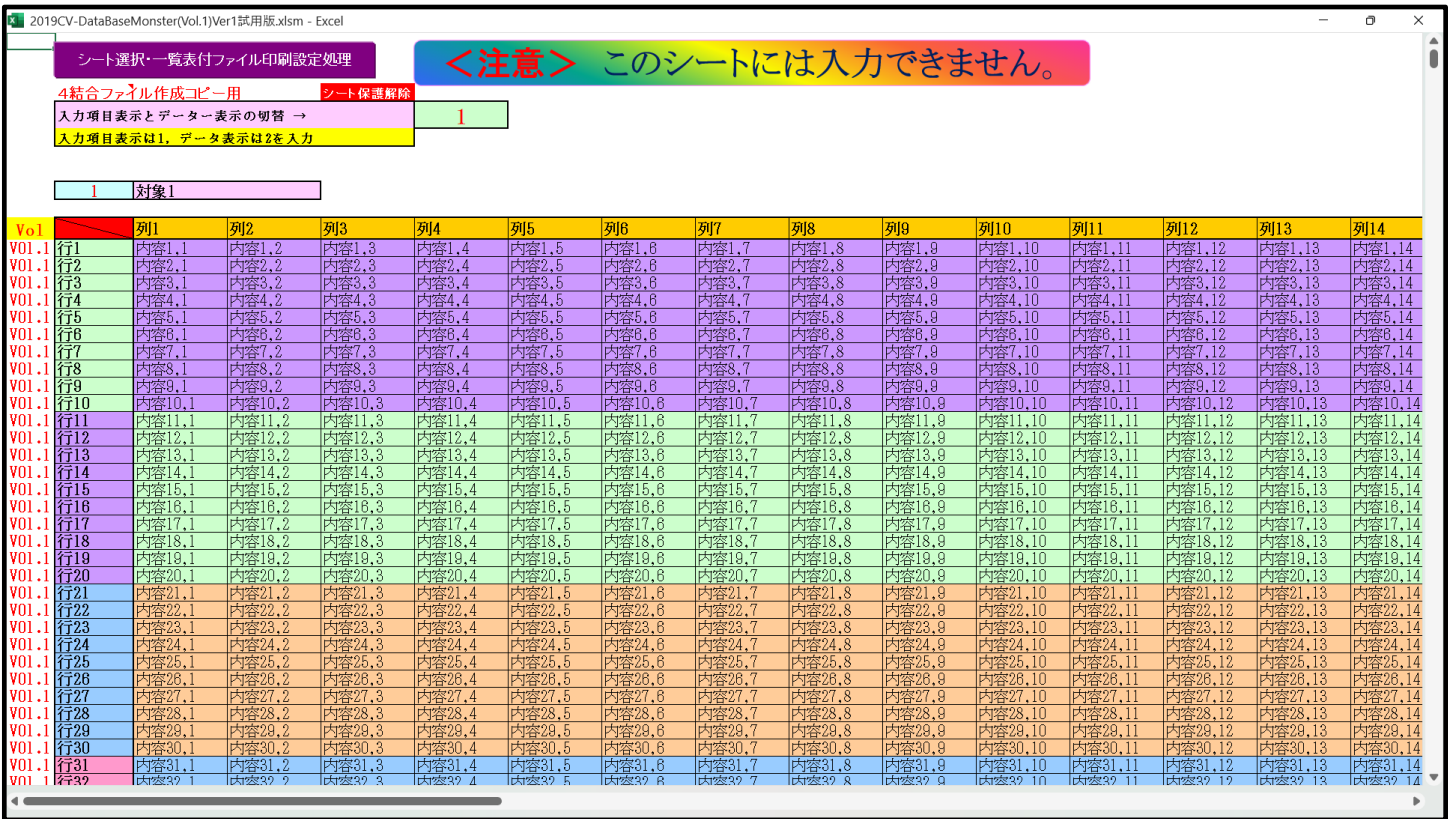 2019CV-DataBaseMonster(Vol.1)Ver1試用版.xlsm - Excel
シート選択・一覧表付ファイル印刷設定処理
＜注意＞ このシートには入力できません。
4結合ファイル作成コピー用 シート保護解除
入力項目表示とデーター表示の切替 → 1
入力項目表示は1，データ表示は2を入力
1 対象1
Vol 列1 列2 列3 列4 列5 列6 列7 列8 列9 列10 列11 列12 列13 列14
VO1.1 行1 内容1.1 内容1.2 内容1.3 内容1.4 内容1.5 内容1.6 内容1.7 内容1.8 内容1.9 内容1.10 内容1.11 内容1.12 内容1.13 内容1.14
VO1.1 行2 内容2.1 内容2.2 内容2.3 内容2.4 内容2.5 内容2.6 内容2.7 内容2.8 内容2.9 内容2.10 内容2.11 内容2.12 内容2.13 内容2.14
VO1.1 行3 内容3.1 内容3.2 内容3.3 内容3.4 内容3.5 内容3.6 内容3.7 内容3.8 内容3.9 内容3.10 内容3.11 内容3.12 内容3.13 内容3.14
VO1.1 行4 内容4.1 内容4.2 内容4.3 内容4.4 内容4.5 内容4.6 内容4.7 内容4.8 内容4.9 内容4.10 内容4.11 内容4.12 内容4.13 内容4.14
VO1.1 行5 内容5.1 内容5.2 内容5.3 内容5.4 内容5.5 内容5.6 内容5.7 内容5.8 内容5.9 内容5.10 内容5.11 内容5.12 内容5.13 内容5.14
VO1.1 行6 内容6.1 内容6.2 内容6.3 内容6.4 内容6.5 内容6.6 内容6.7 内容6.8 内容6.9 内容6.10 内容6.11 内容6.12 内容6.13 内容6.14
VO1.1 行7 内容7.1 内容7.2 内容7.3 内容7.4 内容7.5 内容7.6 内容7.7 内容7.8 内容7.9 内容7.10 内容7.11 内容7.12 内容7.13 内容7.14
VO1.1 行8 内容8.1 内容8.2 内容8.3 内容8.4 内容8.5 内容8.6 内容8.7 内容8.8 内容8.9 内容8.10 内容8.11 内容8.12 内容8.13 内容8.14
VO1.1 行9 内容9.1 内容9.2 内容9.3 内容9.4 内容9.5 内容9.6 内容9.7 内容9.8 内容9.9 内容9.10 内容9.11 内容9.12 内容9.13 内容9.14
VO1.1 行10 内容10.1 内容10.2 内容10.3 内容10.4 内容10.5 内容10.6 内容10.7 内容10.8 内容10.9 内容10.10 内容10.11 内容10.12 内容10.13 内容10.14
VO1.1 行11 内容11.1 内容11.2 内容11.3 内容11.4 内容11.5 内容11.6 内容11.7 内容11.8 内容11.9 内容11.10 内容11.11 内容11.12 内容11.13 内容11.14
VO1.1 行12 内容12.1 内容12.2 内容12.3 内容12.4 内容12.5 内容12.6 内容12.7 内容12.8 内容12.9 内容12.10 内容12.11 内容12.12 内容12.13 内容12.14
VO1.1 行13 内容13.1 内容13.2 内容13.3 内容13.4 内容13.5 内容13.6 内容13.7 内容13.8 内容13.9 内容13.10 内容13.11 内容13.12 内容13.13 内容13.14
VO1.1 行14 内容14.1 内容14.2 内容14.3 内容14.4 内容14.5 内容14.6 内容14.7 内容14.8 内容14.9 内容14.10 内容14.11 内容14.12 内容14.13 内容14.14
VO1.1 行15 内容15.1 内容15.2 内容15.3 内容15.4 内容15.5 内容15.6 内容15.7 内容15.8 内容15.9 内容15.10 内容15.11 内容15.12 内容15.13 内容15.14
VO1.1 行16 内容16.1 内容16.2 内容16.3 内容16.4 内容16.5 内容16.6 内容16.7 内容16.8 内容16.9 内容16.10 内容16.11 内容16.12 内容16.13 内容16.14
VO1.1 行17 内容17.1 内容17.2 内容17.3 内容17.4 内容17.5 内容17.6 内容17.7 内容17.8 内容17.9 内容17.10 内容17.11 内容17.12 内容17.13 内容17.14
VO1.1 行18 内容18.1 内容18.2 内容18.3 内容18.4 内容18.5 内容18.6 内容18.7 内容18.8 内容18.9 内容18.10 内容18.11 内容18.12 内容18.13 内容18.14
VO1.1 行19 内容19.1 内容19.2 内容19.3 内容19.4 内容19.5 内容19.6 内容19.7 内容19.8 内容19.9 内容19.10 内容19.11 内容19.12 内容19.13 内容19.14
VO1.1 行20 内容20.1 内容20.2 内容20.3 内容20.4 内容20.5 内容20.6 内容20.7 内容20.8 内容20.9 内容20.10 内容20.11 内容20.12 内容20.13 内容20.14
VO1.1 行21 内容21.1 内容21.2 内容21.3 内容21.4 内容21.5 内容21.6 内容21.7 内容21.8 内容21.9 内容21.10 内容21.11 内容21.12 内容21.13 内容21.14
VO1.1 行22 内容22.1 内容22.2 内容22.3 内容22.4 内容22.5 内容22.6 内容22.7 内容22.8 内容22.9 内容22.10 内容22.11 内容22.12 内容22.13 内容22.14
VO1.1 行23 内容23.1 内容23.2 内容23.3 内容23.4 内容23.5 内容23.6 内容23.7 内容23.8 内容23.9 内容23.10 内容23.11 内容23.12 内容23.13 内容23.14
VO1.1 行24 内容24.1 内容24.2 内容24.3 内容24.4 内容24.5 内容24.6 内容24.7 内容24.8 内容24.9 内容24.10 内容24.11 内容24.12 内容24.13 内容24.14
VO1.1 行25 内容25.1 内容25.2 内容25.3 内容25.4 内容25.5 内容25.6 内容25.7 内容25.8 内容25.9 内容25.10 内容25.11 内容25.12 内容25.13 内容25.14
VO1.1 行26 内容26.1 内容26.2 内容26.3 内容26.4 内容26.5 内容26.6 内容26.7 内容26.8 内容26.9 内容26.10 内容26.11 内容26.12 内容26.13 内容26.14
VO1.1 行27 内容27.1 内容27.2 内容27.3 内容27.4 内容27.5 内容27.6 内容27.7 内容27.8 内容27.9 内容27.10 内容27.11 内容27.12 内容27.13 内容27.14
VO1.1 行28 内容28.1 内容28.2 内容28.3 内容28.4 内容28.5 内容28.6 内容28.7 内容28.8 内容28.9 内容28.10 内容28.11 内容28.12 内容28.13 内容28.14
VO1.1 行29 内容29.1 内容29.2 内容29.3 内容29.4 内容29.5 内容29.6 内容29.7 内容29.8 内容29.9 内容29.10 内容29.11 内容29.12 内容29.13 内容29.14
VO1.1 行30 内容30.1 内容30.2 内容30.3 内容30.4 内容30.5 内容30.6 内容30.7 内容30.8 内容30.9 内容30.10 内容30.11 内容30.12 内容30.13 内容30.14
VO1.1 行31 内容31.1 内容31.2 内容31.3 内容31.4 内容31.5 内容31.6 内容31.7 内容31.8 内容31.9 内容31.10 内容31.11 内容31.12 内容31.13 内容31.14
VO1.1 行32 内容32.1 内容32.2 内容32.3 内容32.4 内容32.5 内容32.6 内容32.7 内容32.8 内容32.9 内容32.10 内容32.11 内容32.12 内容32.13 内容32.14